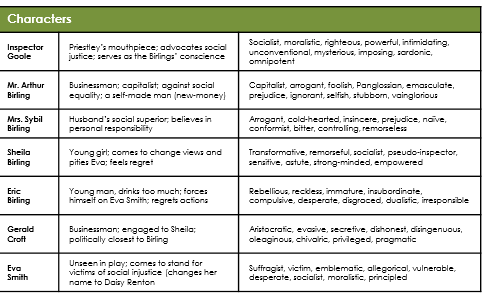 Characters
Inspector
Goole
Priestley's mouthpiece; advocates social
justice; serves as the Birlings' conscience
Socialist, moralistic, righteous, powerful, intimidating,
unconventional, mysterious, imposing, sardonic,
omnipotent
Mr. Arthur
Birling
Businessman; capitalist; against social
equality; a self-made man (new-money)
Capitalist, arrogant, foolish, Panglossian, emasculate,
prejudice, ignorant, selfish, stubborn, vainglorious
Mrs. Sybil
Birling
Husband's social superior; believes in
personal responsibility
Arrogant, cold-hearted, insincere, prejudice, naïve,
conformist, bitter, controlling, remorseless
Sheila
Birling
Young girl; comes to change views and
pities Eva; feels regret
Transformative, remorseful, socialist, pseudo-inspector,
sensitive, astute, strong-minded, empowered
Eric
Birling
Young man, drinks too much; forces
himself on Eva Smith; regrets actions
Rebellious, reckless, immature, insubordinate,
compulsive, desperate, disgraced, dualistic, irresponsible
Gerald
Croft
Businessman; engaged to Sheila;
politically closest to Birling
Aristocratic, evasive, secretive, dishonest, disingenuous,
oleaginous, chivalric, privileged, pragmatic
Eva
Smith
Unseen in play; comes to stand for
victims of social injustice (changes her
name to Daisy Renton
Suffragist, victim, emblematic, allegorical, vulnerable,
desperate, socialist, moralistic, principled